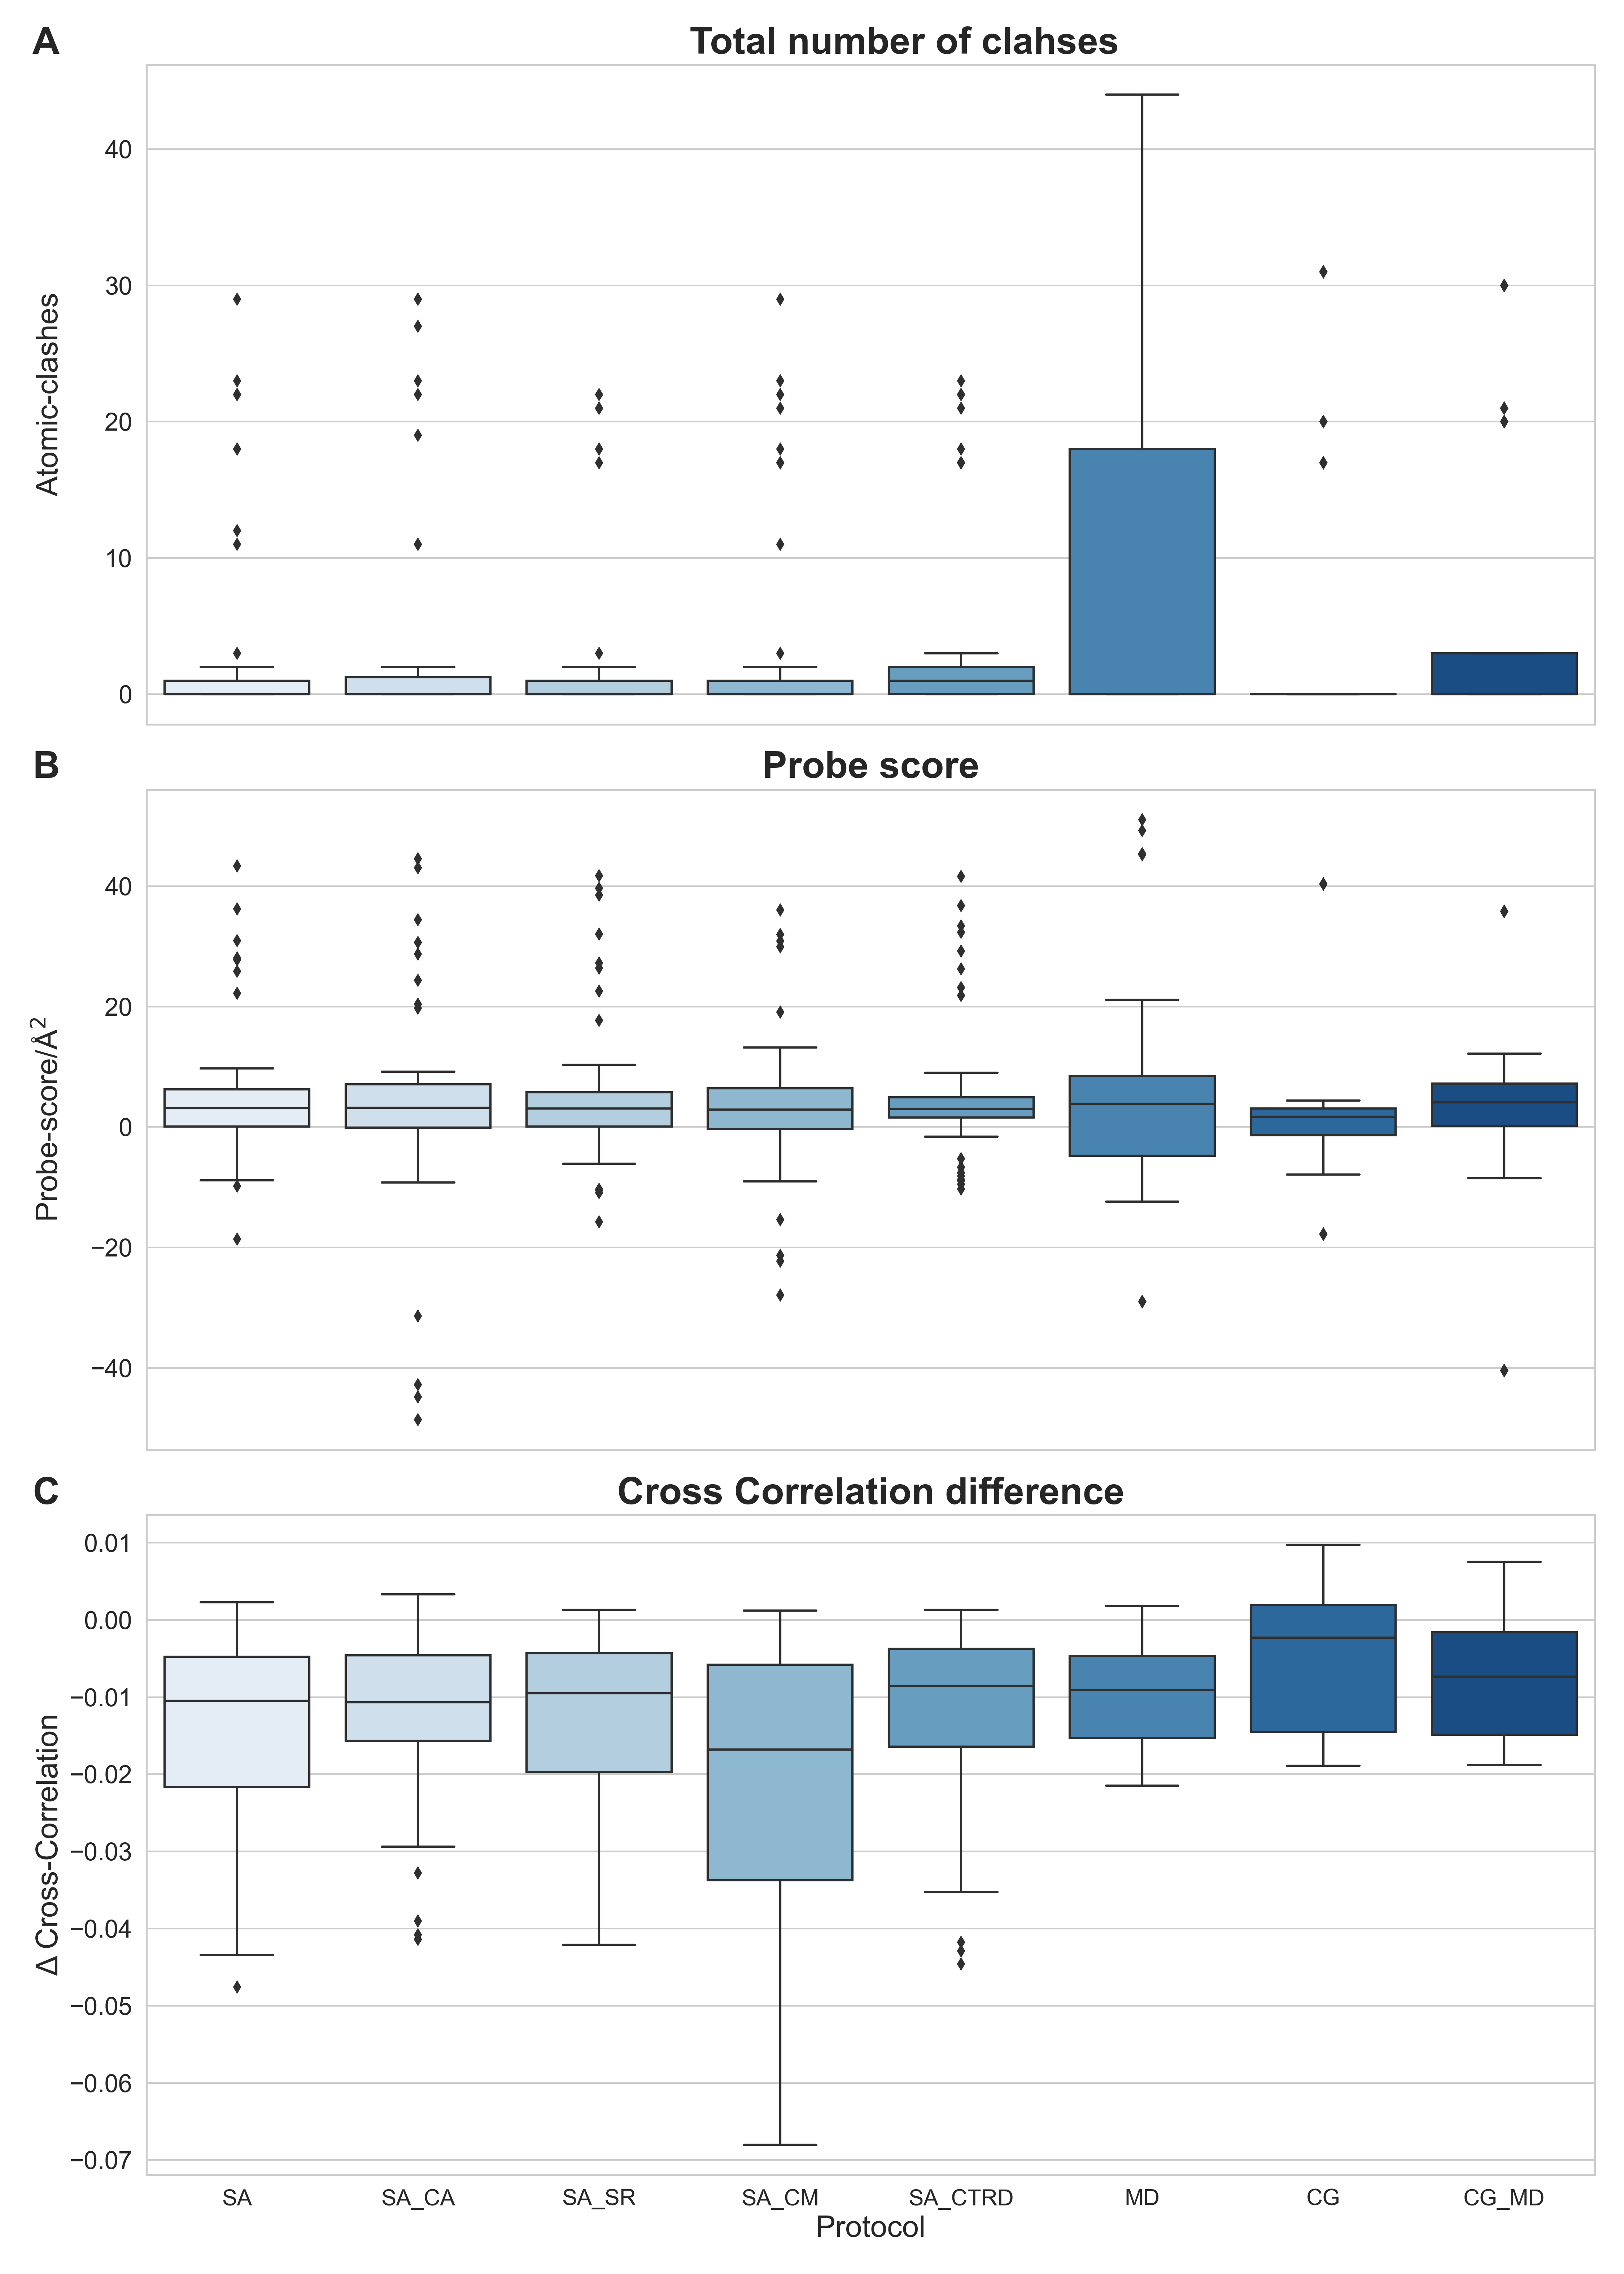 A
Total number of clahses
Atomic-clashes
40
30
20
10
0
B
Probe score
Probe-score/Å²
40
20
0
−20
−40
C
Cross Correlation difference
Δ Cross-Correlation
0.01
0.00
−0.01
−0.02
−0.03
−0.04
−0.05
−0.06
−0.07
SA SA_CA SA_SR SA_CM SA_CTRD MD CG CG_MD
Protocol